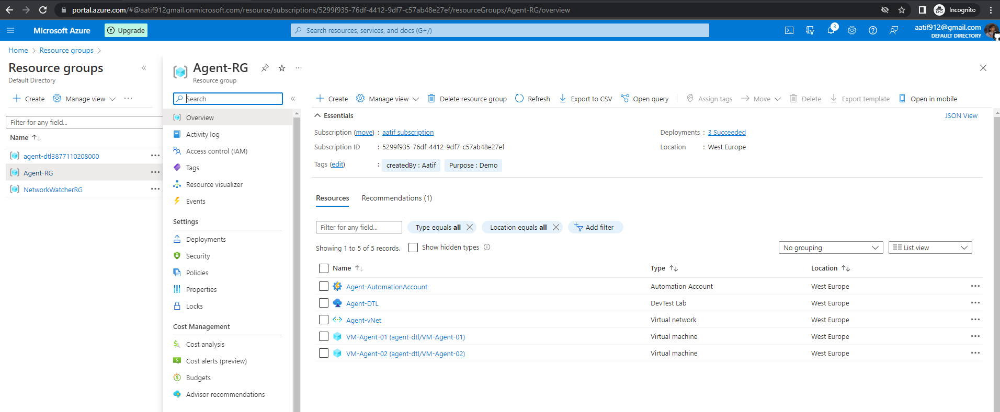 portal.azure.com/#@aatif912gmail.onmicrosoft.com/resource/subscriptions/5299f935-76df-4412-9df7-c57ab48e27ef/resourceGroups/Agent-RG/overview
Incognito
Microsoft Azure
Upgrade
Search resources, services, and docs (G+/)
3
aatif912@gmail.com
DEFAULT DIRECTORY
Home > Resource groups >
Resource groups
Default Directory
Create
Manage view
Filter for any field...
Name
agent-dtl3877110208000
Agent-RG
NetworkWatcherRG
Agent-RG
Resource group
Search
Overview
Activity log
Access control (IAM)
Tags
Resource visualizer
Events
Settings
Deployments
Security
Policies
Properties
Locks
Cost Management
Cost analysis
Cost alerts (preview)
Budgets
Advisor recommendations
Create
Manage view
Delete resource group
Refresh
Export to CSV
Open query
Assign tags
Move
Delete
Export template
Open in mobile
Essentials
JSON View
Subscription (move) : aatif subscription
Deployments : 3 Succeeded
Subscription ID : 5299f935-76df-4412-9df7-c57ab48e27ef
Location : West Europe
Tags (edit) : createdBy : Aatif Purpose : Demo
Resources Recommendations (1)
Filter for any field... Type equals all Location equals all Add filter
Showing 1 to 5 of 5 records. Show hidden types
No grouping List view
Name Type Location
Agent-AutomationAccount Automation Account West Europe
Agent-DTL DevTest Lab West Europe
Agent-vNet Virtual network West Europe
VM-Agent-01 (agent-dtl/VM-Agent-01) Virtual machine West Europe
VM-Agent-02 (agent-dtl/VM-Agent-02) Virtual machine West Europe